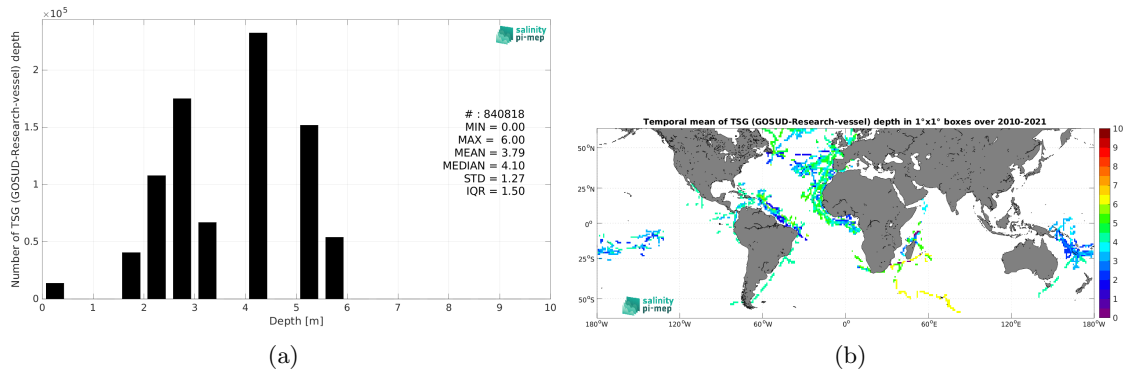 ×10⁵
salinity
pi-mep
Number of TSG (GOSUD-Research-vessel) depth
2
1.5
1
0.5
0
# : 840818
MIN = 0.00
MAX = 6.00
MEAN = 3.79
MEDIAN = 4.10
STD = 1.27
IQR = 1.50
0 1 2 3 4 5 6 7 8 9 10
Depth [m]
(a)
Temporal mean of TSG (GOSUD-Research-vessel) depth in 1°x1° boxes over 2010-2021
50°N
25°N
0°
25°S
50°S
salinity
pi-mep
180°W 120°W 60°W 0° 60°E 120°E 180°W
10
9
8
7
6
5
4
3
2
1
0
(b)